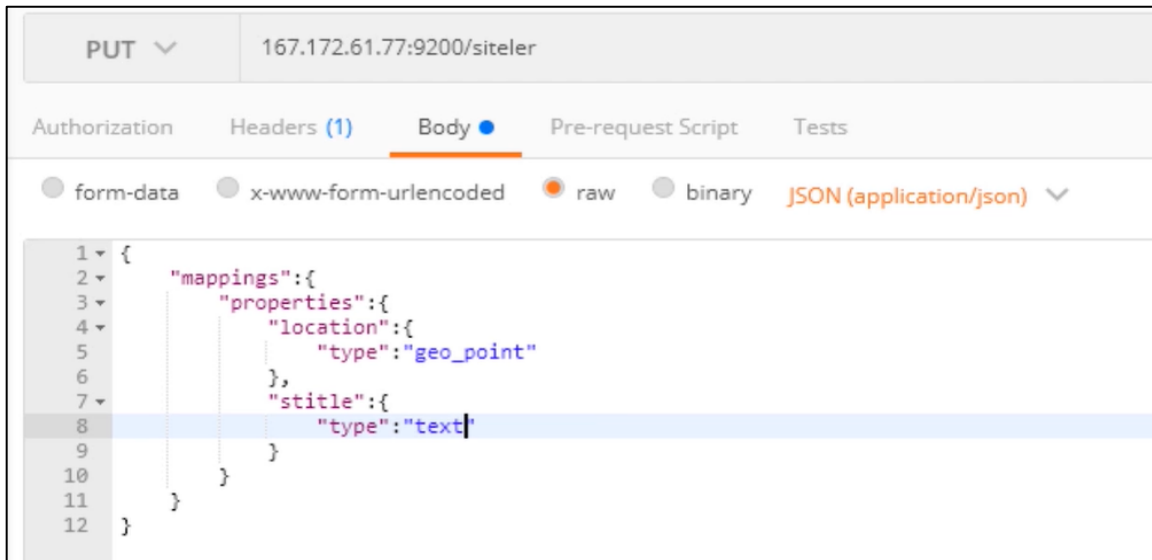 PUT 167.172.61.77:9200/siteler
Authorization Headers (1) Body Pre-request Script Tests
form-data x-www-form-urlencoded raw binary JSON (application/json)
1 {
2 "mappings":{
3 "properties":{
4 "location":{
5 "type":"geo_point"
6 },
7 "stitle":{
8 "type":"text"
9 }
10 }
11 }
12 }